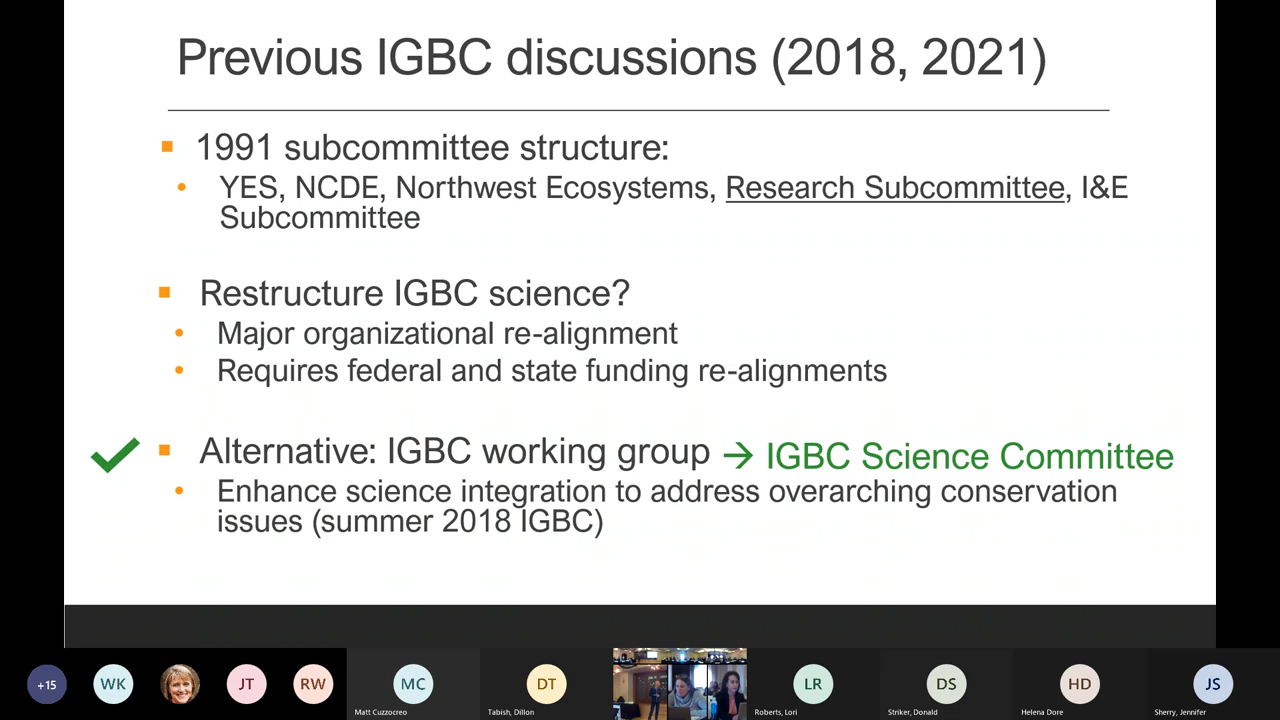 Previous IGBC discussions (2018, 2021)
1991 subcommittee structure:
YES, NCDE, Northwest Ecosystems, Research Subcommittee, I&E
Subcommittee
Restructure IGBC science?
Major organizational re-alignment
Requires federal and state funding re-alignments
Alternative: IGBC working group → IGBC Science Committee
Enhance science integration to address overarching conservation
issues (summer 2018 IGBC)
+15 WK JT RW MC DT LR DS HD JS
Matt Cuzzocreo Tabish, Dillon Roberts, Lori Striker, Donald Helena Dore Sherry, Jennifer